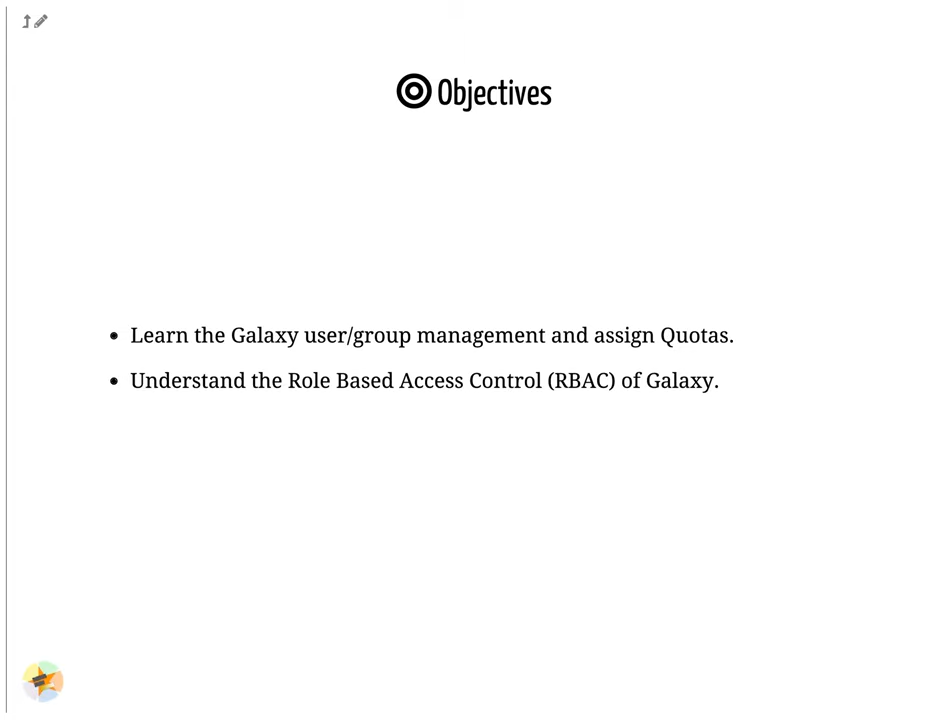 Objectives
Learn the Galaxy user/group management and assign Quotas.
Understand the Role Based Access Control (RBAC) of Galaxy.